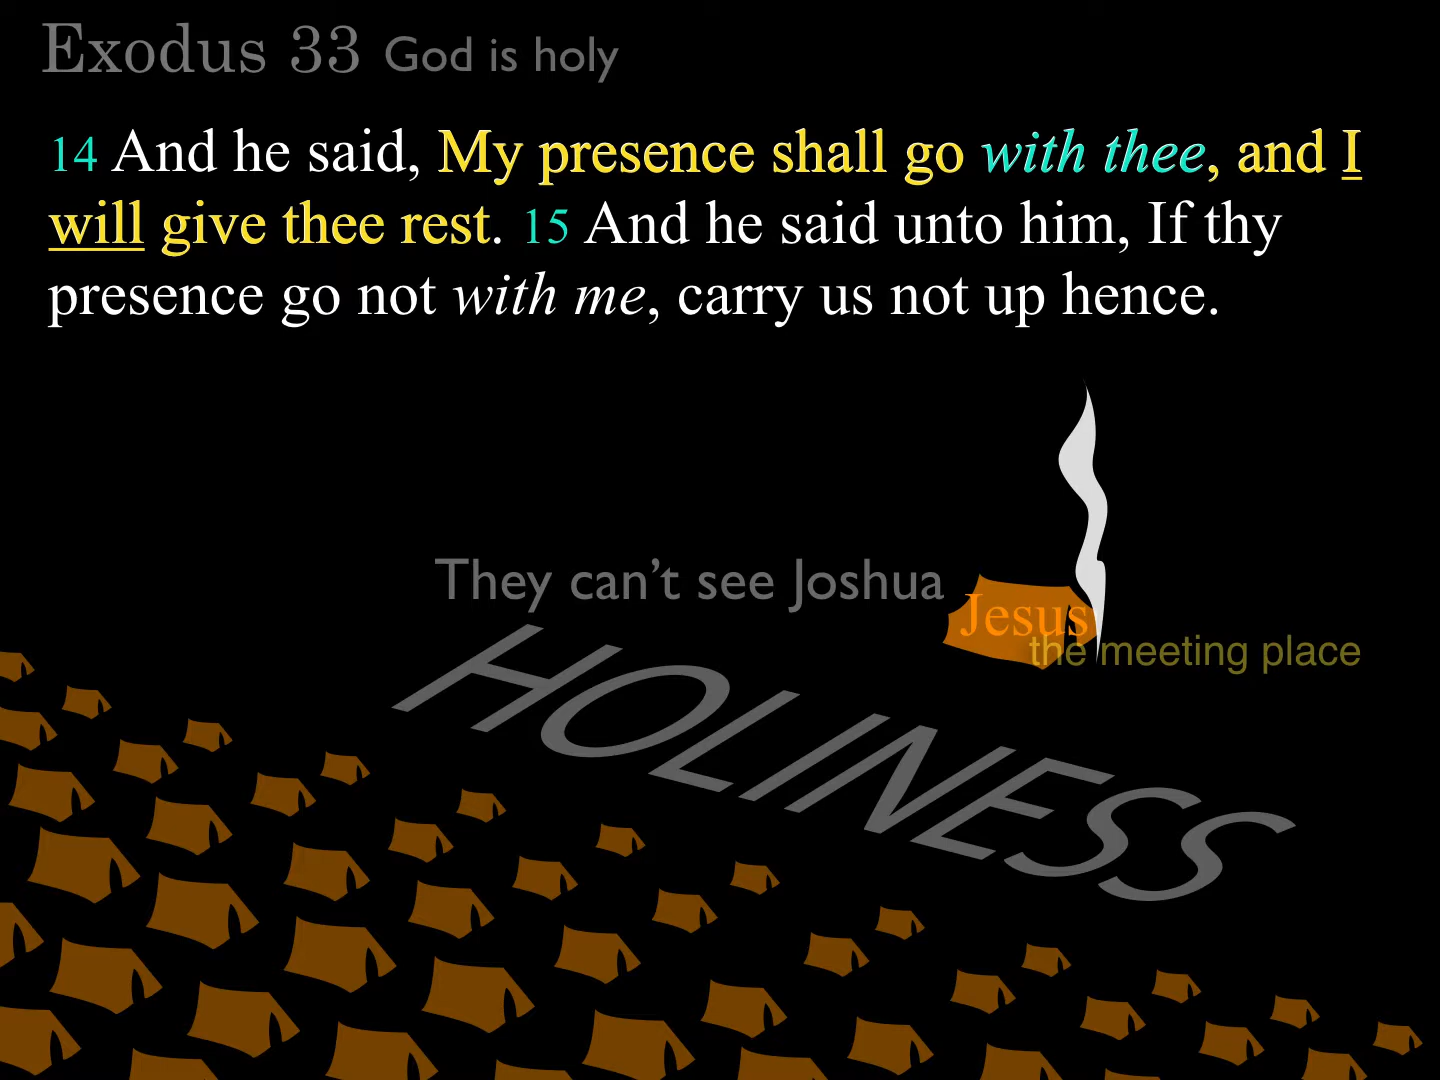 Exodus 33 God is holy
14 And he said, My presence shall go with thee, and I
will give thee rest. 15 And he said unto him, If thy
presence go not with me, carry us not up hence.
They can’t see Joshua
Jesus
the meeting place
HOLINESS